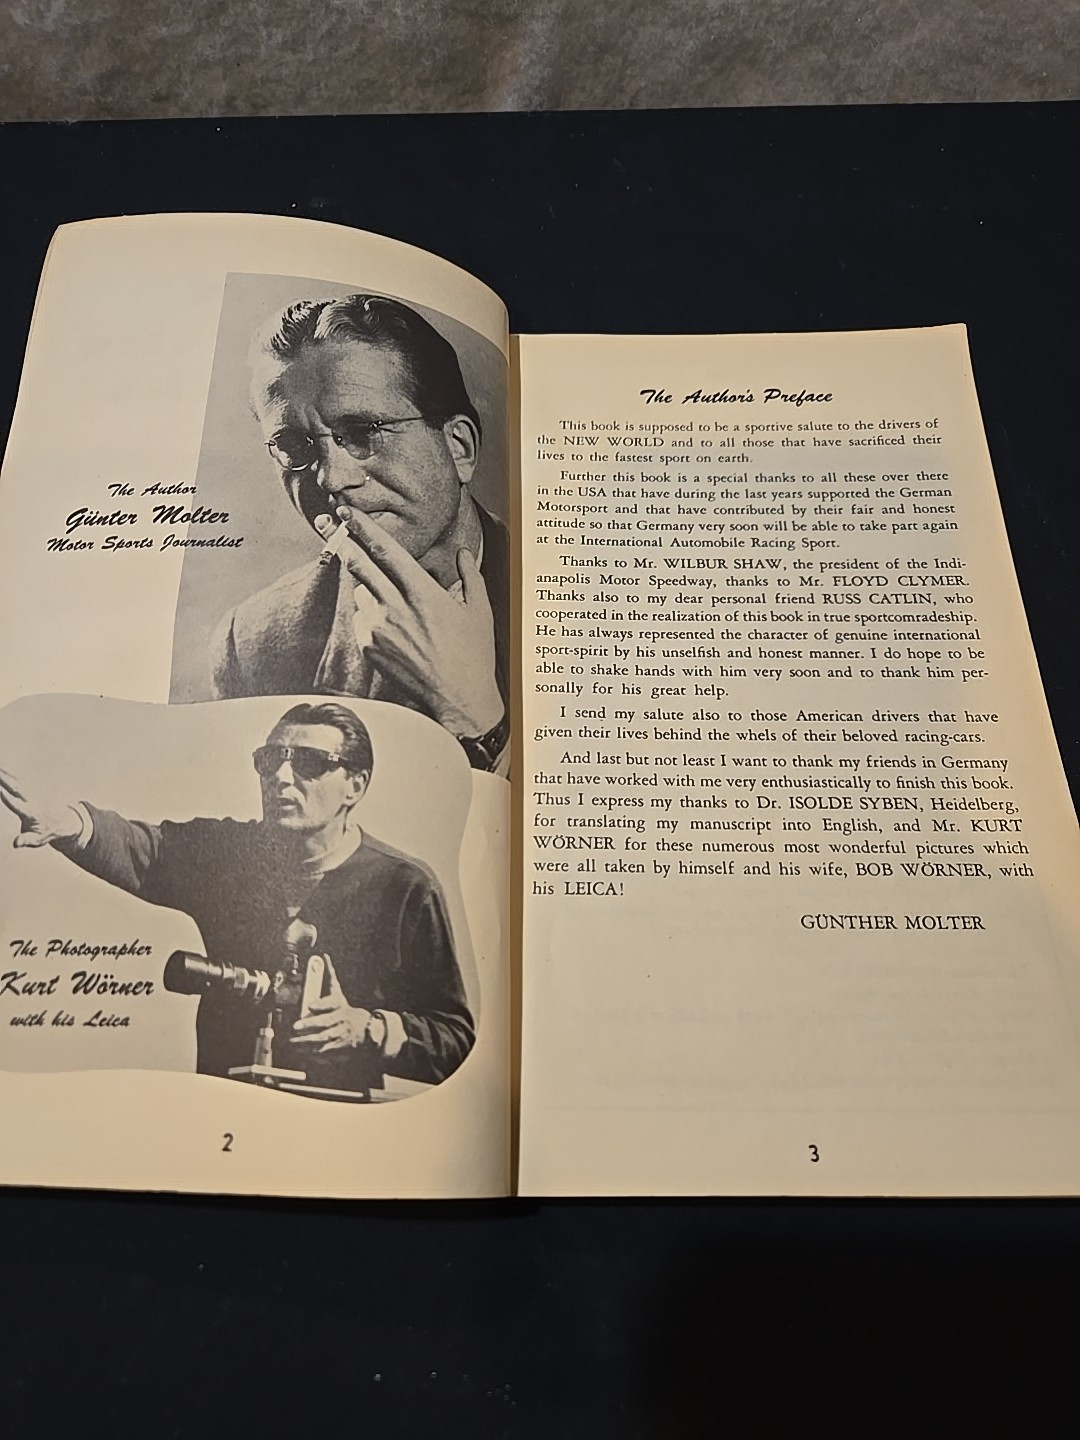 The Author
Günter Molter
Motor Sports Journalist
The Photographer
Kurt Wörner
with his Leica
2
The Author's Preface
This book is supposed to be a sportive salute to the drivers of
the NEW WORLD and to all those that have sacrificed their
lives to the fastest sport on earth.
Further this book is a special thanks to all these over there
in the USA that have during the last years supported the German
Motorsport and that have contributed by their fair and honest
attitude so that Germany very soon will be able to take part again
at the International Automobile Racing Sport.
Thanks to Mr. WILBUR SHAW, the president of the Indi-
anapolis Motor Speedway, thanks to Mr. FLOYD CLYMER.
Thanks also to my dear personal friend RUSS CATLIN, who
cooperated in the realization of this book in true sportcomradeship.
He has always represented the character of genuine international
sport-spirit by his unselfish and honest manner. I do hope to be
able to shake hands with him very soon and to thank him per-
sonally for his great help.
I send my salute also to those American drivers that have
given their lives behind the whels of their beloved racing-cars.
And last but not least I want to thank my friends in Germany
that have worked with me very enthusiastically to finish this book.
Thus I express my thanks to Dr. ISOLDE SYBEN, Heidelberg,
for translating my manuscript into English, and Mr. KURT
WÖRNER for these numerous most wonderful pictures which
were all taken by himself and his wife, BOB WÖRNER, with
his LEICA!
GÜNTHER MOLTER
3